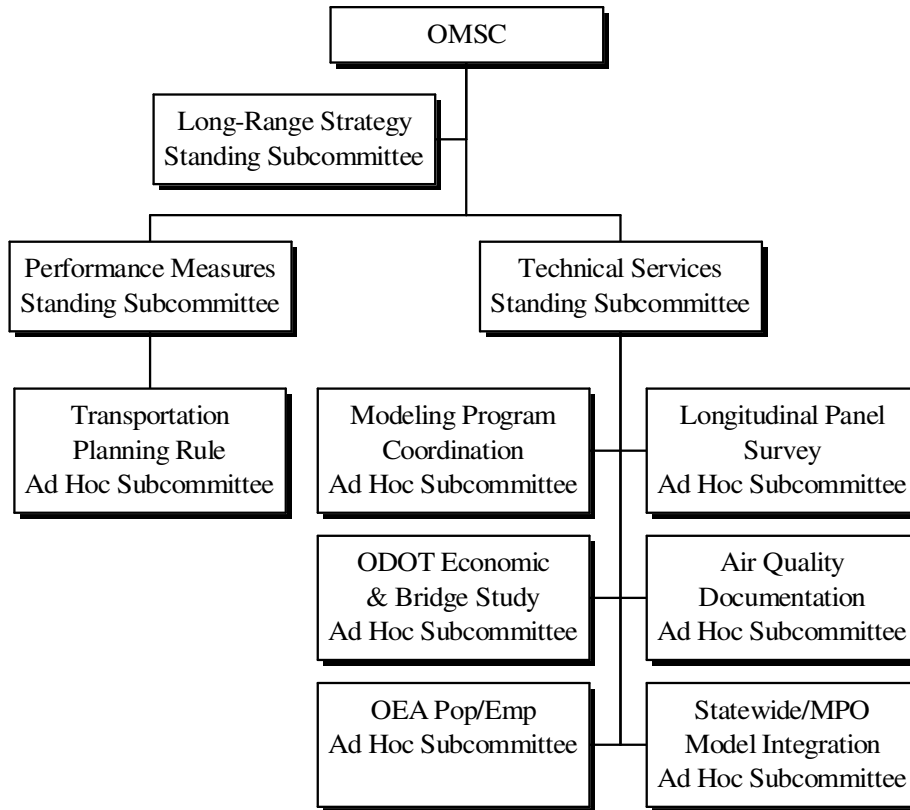 OMSC
Long-Range Strategy
Standing Subcommittee
Performance Measures
Standing Subcommittee
Technical Services
Standing Subcommittee
Transportation
Planning Rule
Ad Hoc Subcommittee
Modeling Program
Coordination
Ad Hoc Subcommittee
Longitudinal Panel
Survey
Ad Hoc Subcommittee
ODOT Economic
& Bridge Study
Ad Hoc Subcommittee
Air Quality
Documentation
Ad Hoc Subcommittee
OEA Pop/Emp
Ad Hoc Subcommittee
Statewide/MPO
Model Integration
Ad Hoc Subcommittee